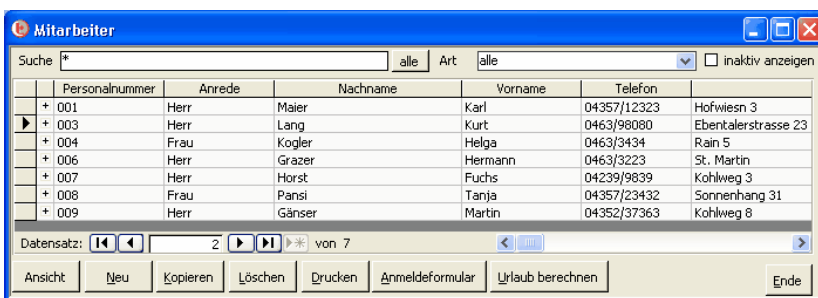 Mitarbeiter
Suche * alle Art alle inaktiv anzeigen
Personalnummer Anrede Nachname Vorname Telefon
+ 001 Herr Maier Karl 04357/12323 Hofwiesn 3
+ 003 Herr Lang Kurt 0463/98080 Ebentalerstrasse 23
+ 004 Frau Kogler Helga 0463/3434 Rain 5
+ 006 Herr Grazer Hermann 0463/3223 St. Martin
+ 007 Herr Horst Fuchs 04239/9839 Kohlweg 3
+ 008 Frau Pansi Tanja 04357/23432 Sonnenhang 31
+ 009 Herr Gänser Martin 04352/37363 Kohlweg 8
Datensatz: 2 von 7
Ansicht Neu Kopieren Löschen Drucken Anmeldeformular Urlaub berechnen Ende